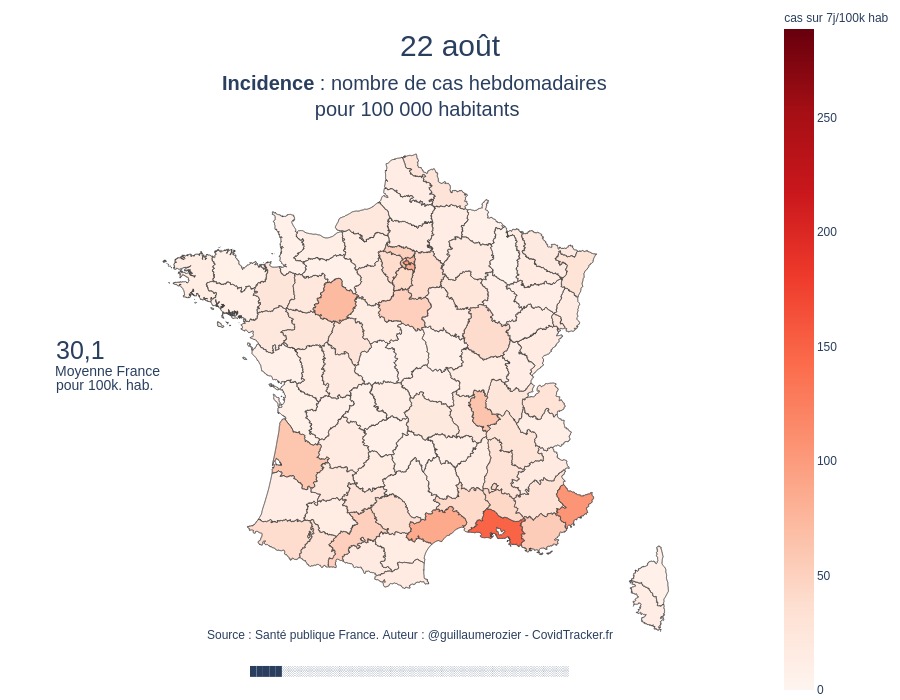 cas sur 7j/100k hab
22 août
Incidence : nombre de cas hebdomadaires
pour 100 000 habitants
250
200
150
100
50
0
30,1
Moyenne France
pour 100k. hab.
Source : Santé publique France. Auteur : @guillaumerozier - CovidTracker.fr